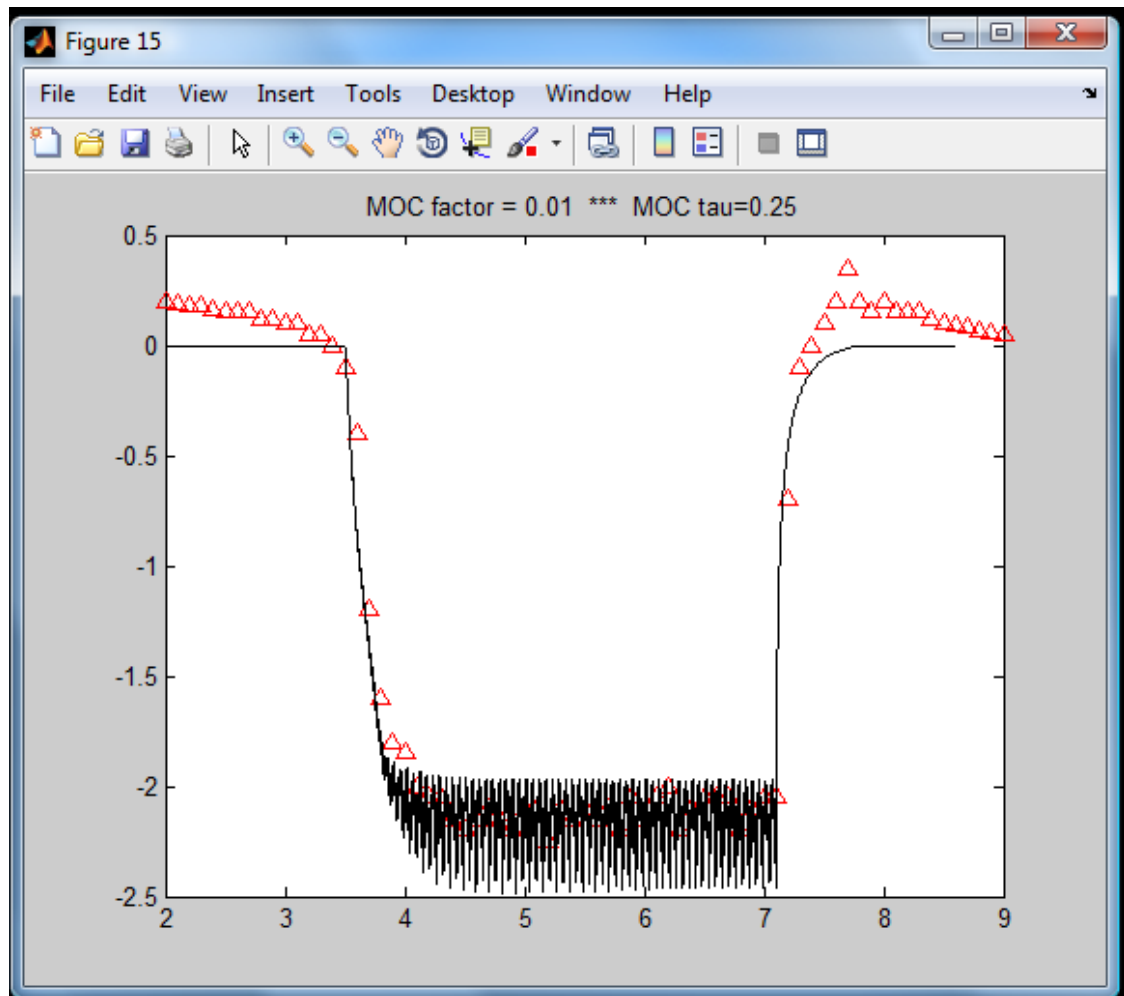 Figure 15
File Edit View Insert Tools Desktop Window Help
MOC factor = 0.01 *** MOC tau=0.25
0.5
0
-0.5
-1
-1.5
-2
-2.5
2 3 4 5 6 7 8 9